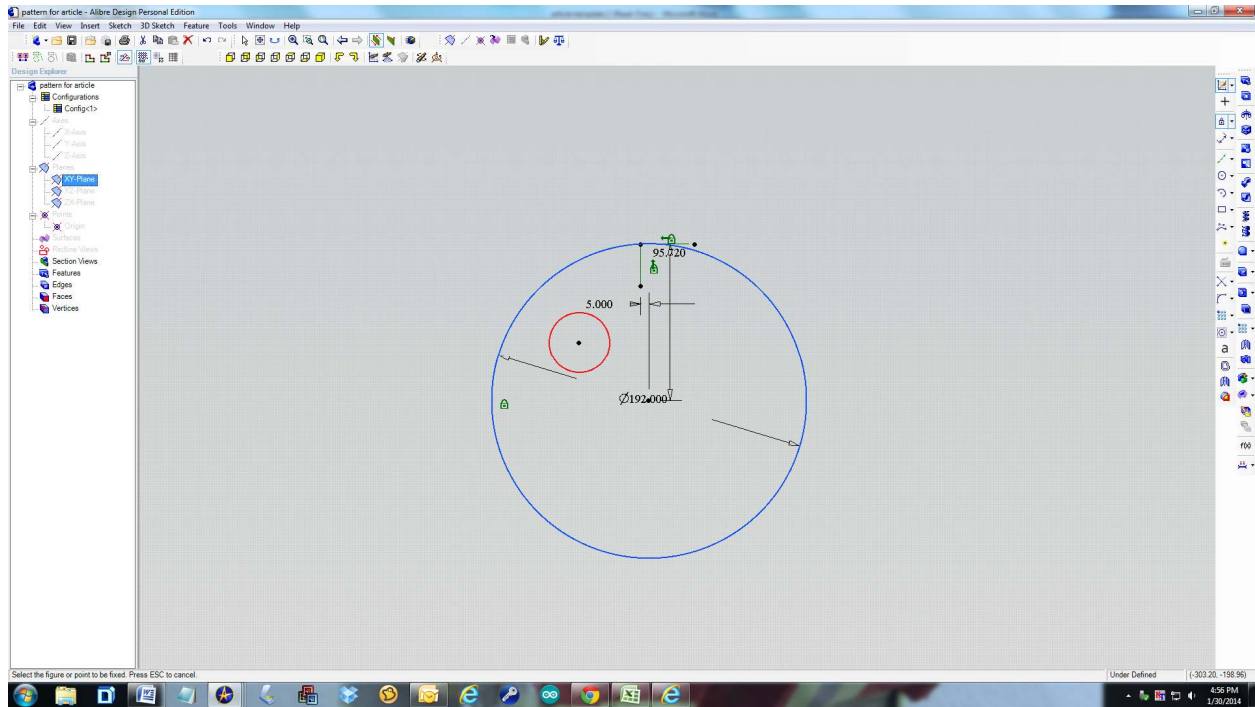 pattern for article - Alibre Design Personal Edition
File Edit View Insert Sketch 3D Sketch Feature Tools Window Help
Design Explorer
pattern for article
Configurations
Config<1>
Axes
X-Axis
Y-Axis
Z-Axis
Planes
XY-Plane
YZ-Plane
ZX-Plane
Points
Origin
Surfaces
Redline Views
Section Views
Features
Edges
Faces
Vertices
95.720
5.000
Ø192.000
a
f(x)
Select the figure or point to be fixed. Press ESC to cancel.
Under Defined
(-303.20, -198.96)
4:56 PM
1/30/2014